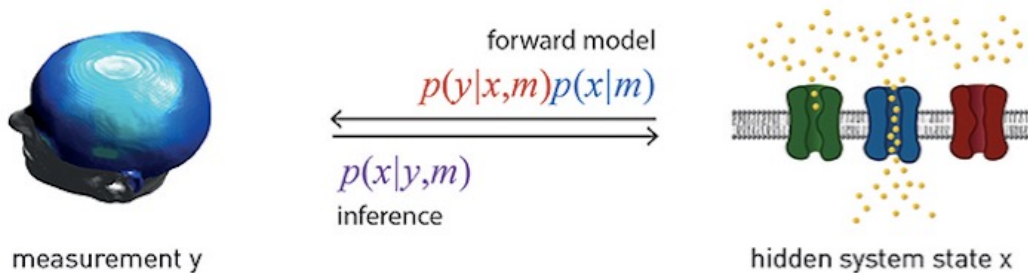 forward model
p(y|x,m)p(x|m)
p(x|y,m)
inference
measurement y
hidden system state x